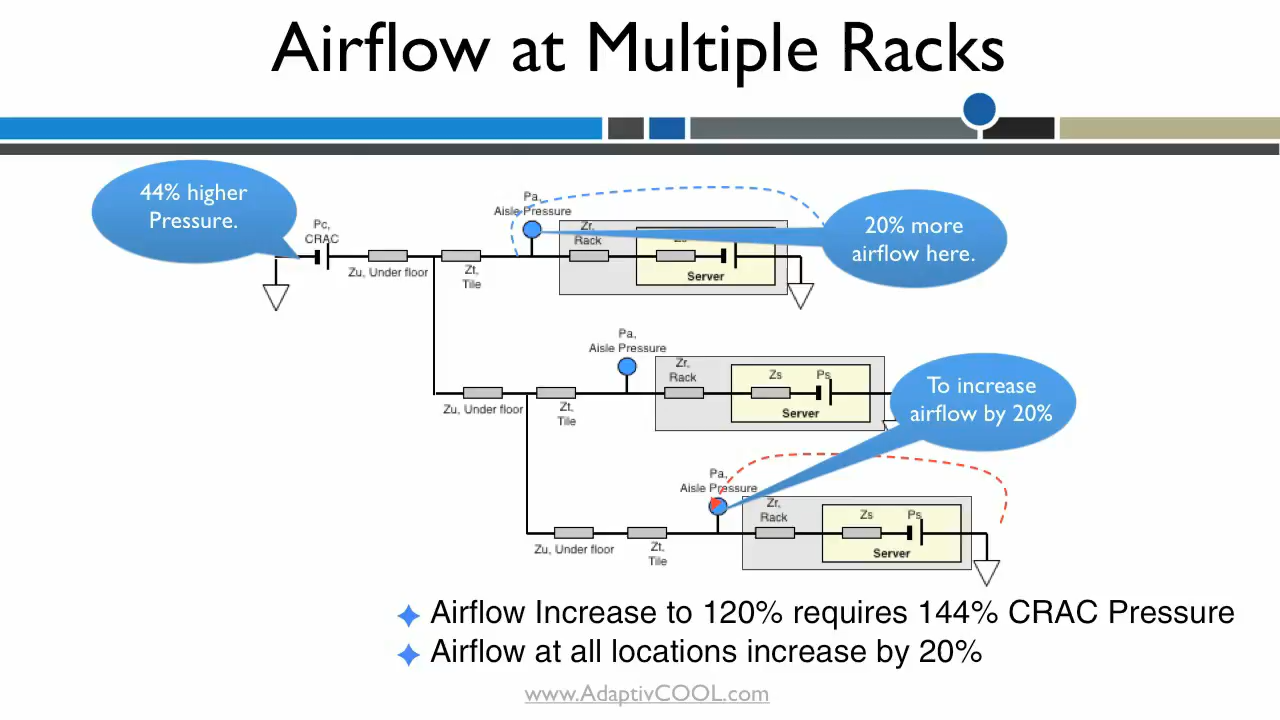 Airflow at Multiple Racks
44% higher
Pressure.
Pc,
CRAC
Zu, Under floor
Zt,
Tile
Pa,
Aisle Pressure
Zr,
Rack
Zs
Server
20% more
airflow here.
Pa,
Aisle Pressure
Zu, Under floor
Zt,
Tile
Zr,
Rack
Zs
Ps
Server
To increase
airflow by 20%
Pa,
Aisle Pressure
Zu, Under floor
Zt,
Tile
Zr,
Rack
Zs
Ps
Server
Airflow Increase to 120% requires 144% CRAC Pressure
Airflow at all locations increase by 20%
www.AdaptivCOOL.com